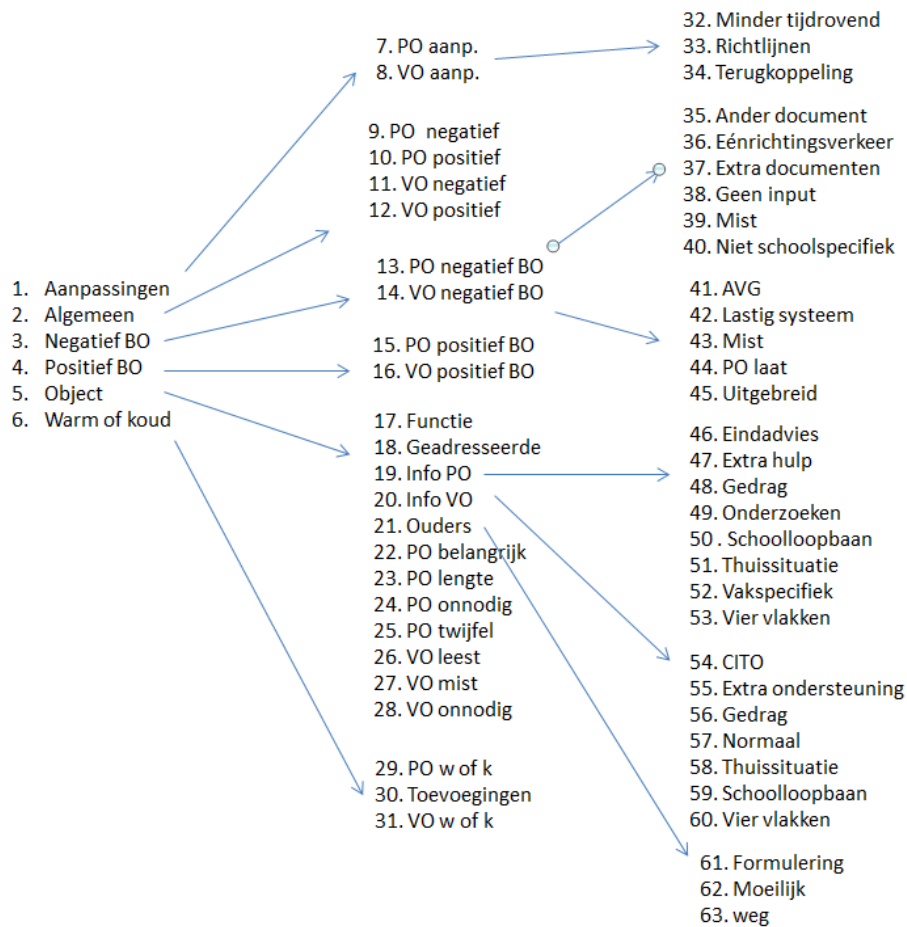 1. Aanpassingen
2. Algemeen
3. Negatief BO
4. Positief BO
5. Object
6. Warm of koud
7. PO aanp.
8. VO aanp.
9. PO negatief
10. PO positief
11. VO negatief
12. VO positief
13. PO negatief BO
14. VO negatief BO
15. PO positief BO
16. VO positief BO
17. Functie
18. Geadresseerde
19. Info PO
20. Info VO
21. Ouders
22. PO belangrijk
23. PO lengte
24. PO onnodig
25. PO twijfel
26. VO leest
27. VO mist
28. VO onnodig
29. PO w of k
30. Toevoegingen
31. VO w of k
32. Minder tijdrovend
33. Richtlijnen
34. Terugkoppeling
35. Ander document
36. Eénrichtingsverkeer
37. Extra documenten
38. Geen input
39. Mist
40. Niet schoolspecifiek
41. AVG
42. Lastig systeem
43. Mist
44. PO laat
45. Uitgebreid
46. Eindadvies
47. Extra hulp
48. Gedrag
49. Onderzoeken
50 . Schoolloopbaan
51. Thuissituatie
52. Vakspecifiek
53. Vier vlakken
54. CITO
55. Extra ondersteuning
56. Gedrag
57. Normaal
58. Thuissituatie
59. Schoolloopbaan
60. Vier vlakken
61. Formulering
62. Moeilijk
63. weg